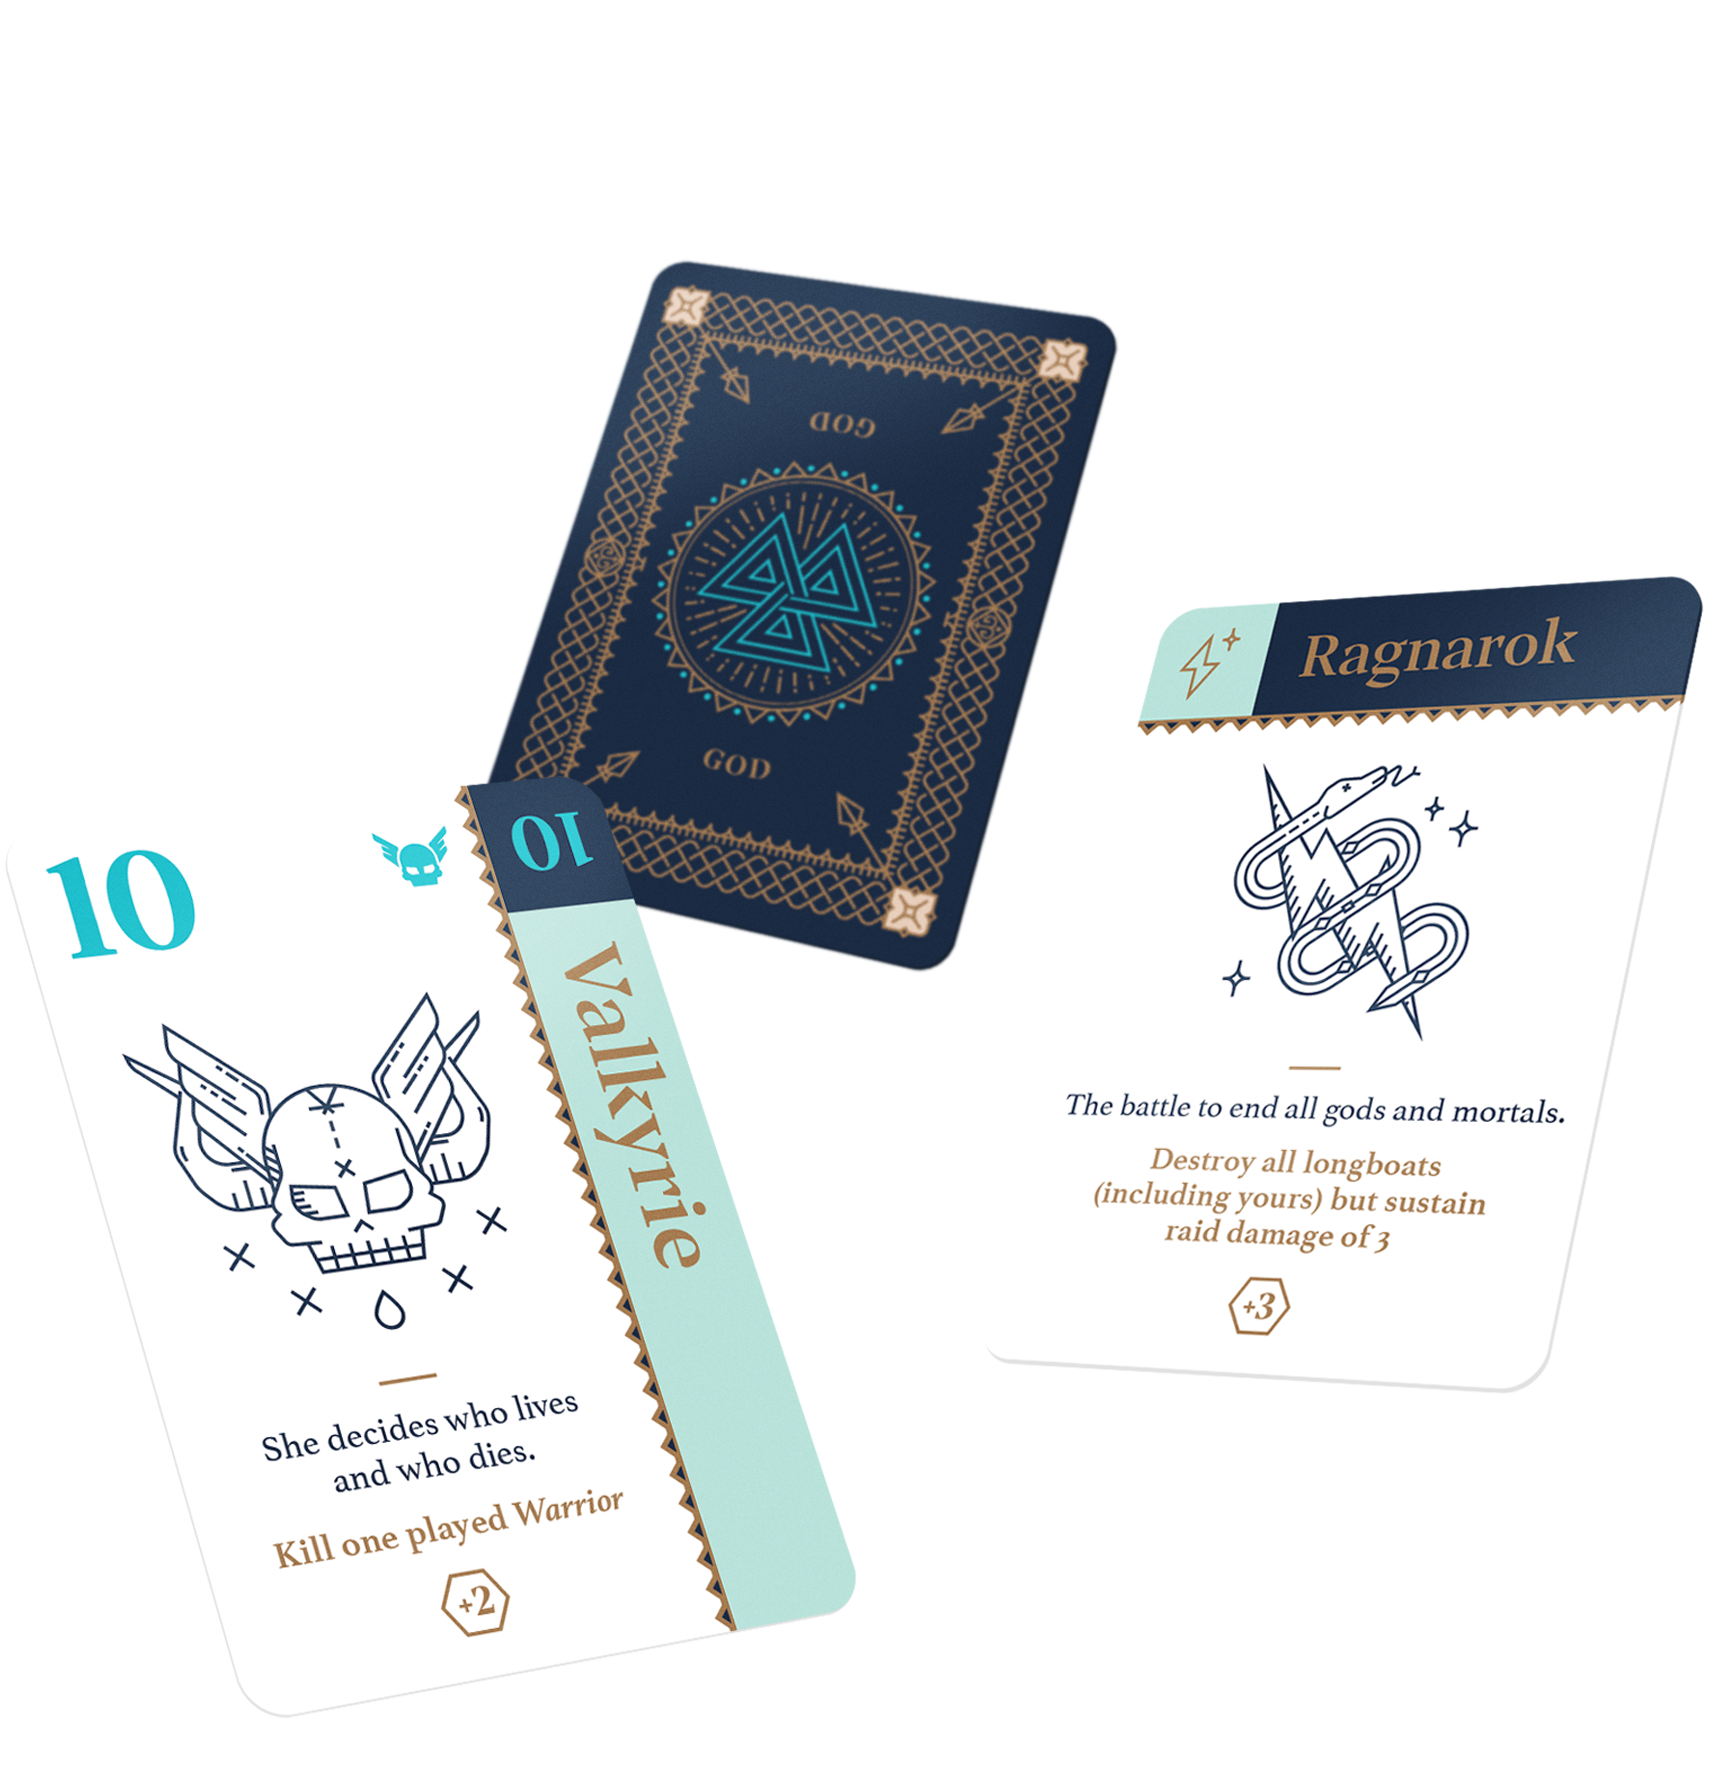 GOD
GOD
10
10
Valkyrie
She decides who lives
and who dies.
Kill one played Warrior
+2
Ragnarok
The battle to end all gods and mortals.
Destroy all longboats
(including yours) but sustain
raid damage of 3
+3